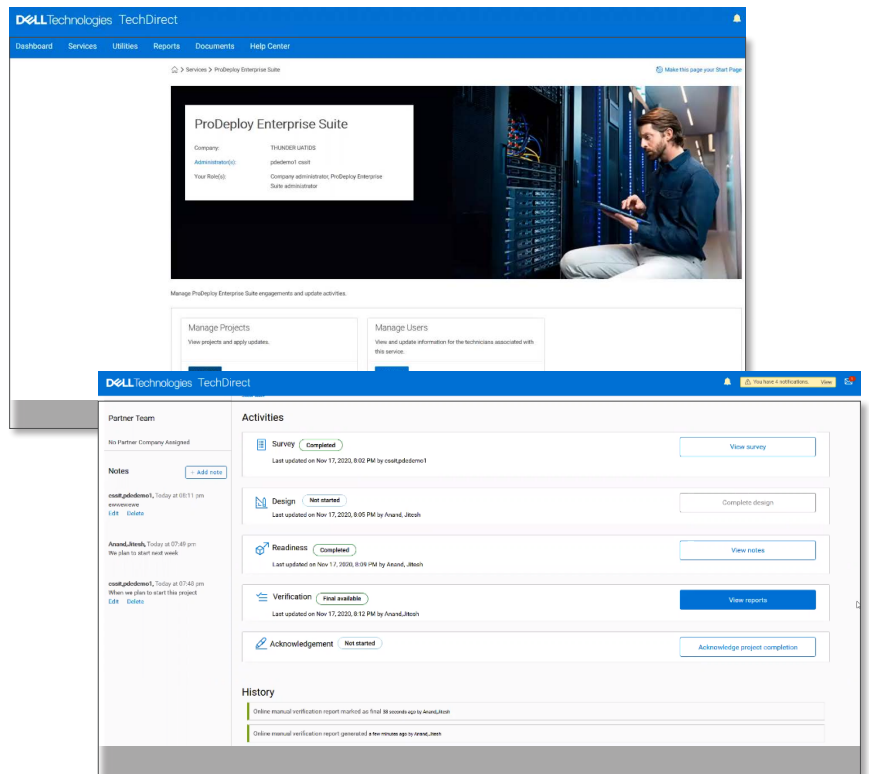 DELLTechnologies TechDirect
Dashboard Services Utilities Reports Documents Help Center
Services > ProDeploy Enterprise Suite
Make this page your Start Page
ProDeploy Enterprise Suite
Company: THUNDER UATIDS
Administrator(s): pdedemo1 cssit
Your Role(s): Company administrator, ProDeploy Enterprise
Suite administrator
Manage ProDeploy Enterprise Suite engagements and update activities.
Manage Projects
View projects and apply updates.
Manage Users
View and update information for the technicians associated with
this service.
DELLTechnologies TechDirect
You have 4 notifications. View
Partner Team
No Partner Company Assigned
Notes
+ Add note
cssit,pdedemo1, Today at 08:11 pm
ewwewewe
Edit Delete
Anand,Jitesh, Today at 07:49 pm
We plan to start next week
cssit,pdedemo1, Today at 07:48 pm
When we plan to start this project
Edit Delete
Activities
Survey Completed
Last updated on Nov 17, 2020, 8:02 PM by cssit,pdedemo1
View survey
Design Not started
Last updated on Nov 17, 2020, 8:05 PM by Anand, Jitesh
Complete design
Readiness Completed
Last updated on Nov 17, 2020, 8:09 PM by Anand, Jitesh
View notes
Verification Final available
Last updated on Nov 17, 2020, 8:12 PM by Anand,Jitesh
View reports
Acknowledgement Not started
Acknowledge project completion
History
Online manual verification report marked as final 58 seconds ago by Anand,Jitesh
Online manual verification report generated a few minutes ago by Anand,Jitesh